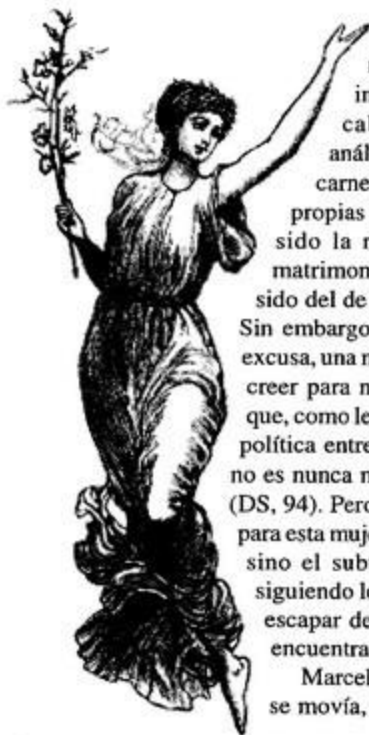 cal
anál
carne
propias
sido la r
matrimon
sido del de
Sin embargo
excusa, una n
creer para n
que, como le
política entre
no es nunca n
(DS, 94). Perc
para esta muje
sino el sub
siguiendo le
escapar de
encuentra
Marcel
se movía,